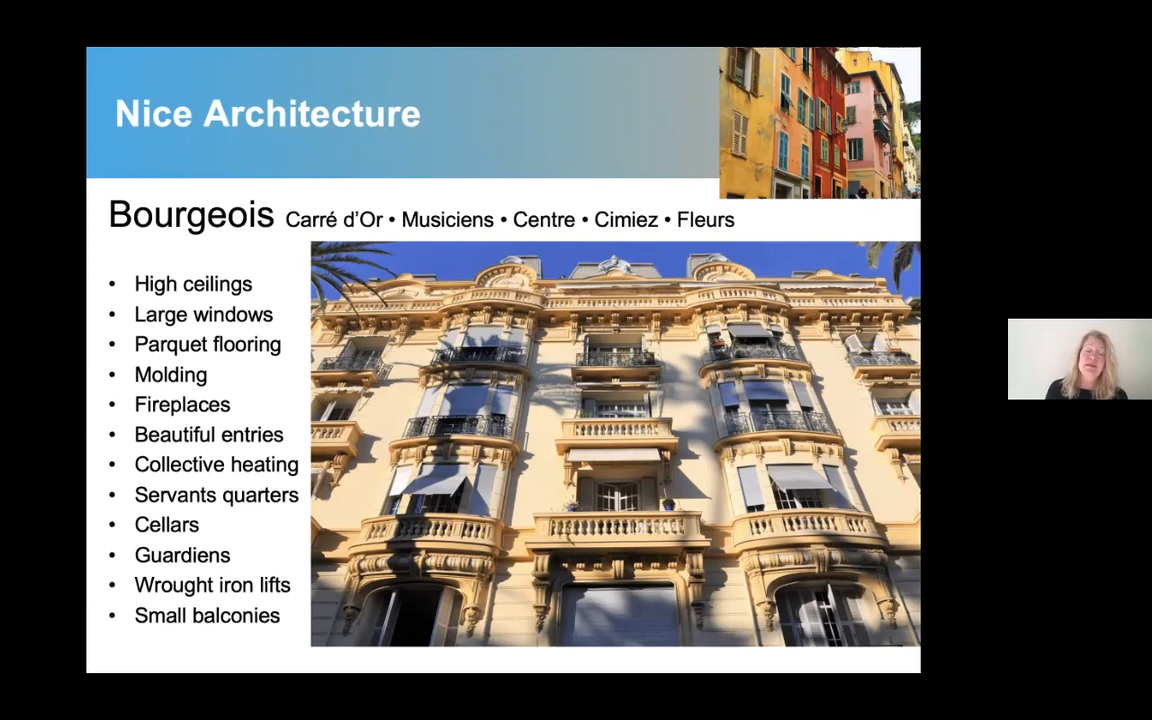 Nice Architecture
Bourgeois Carré d’Or • Musiciens • Centre • Cimiez • Fleurs
• High ceilings
• Large windows
• Parquet flooring
• Molding
• Fireplaces
• Beautiful entries
• Collective heating
• Servants quarters
• Cellars
• Guardiens
• Wrought iron lifts
• Small balconies